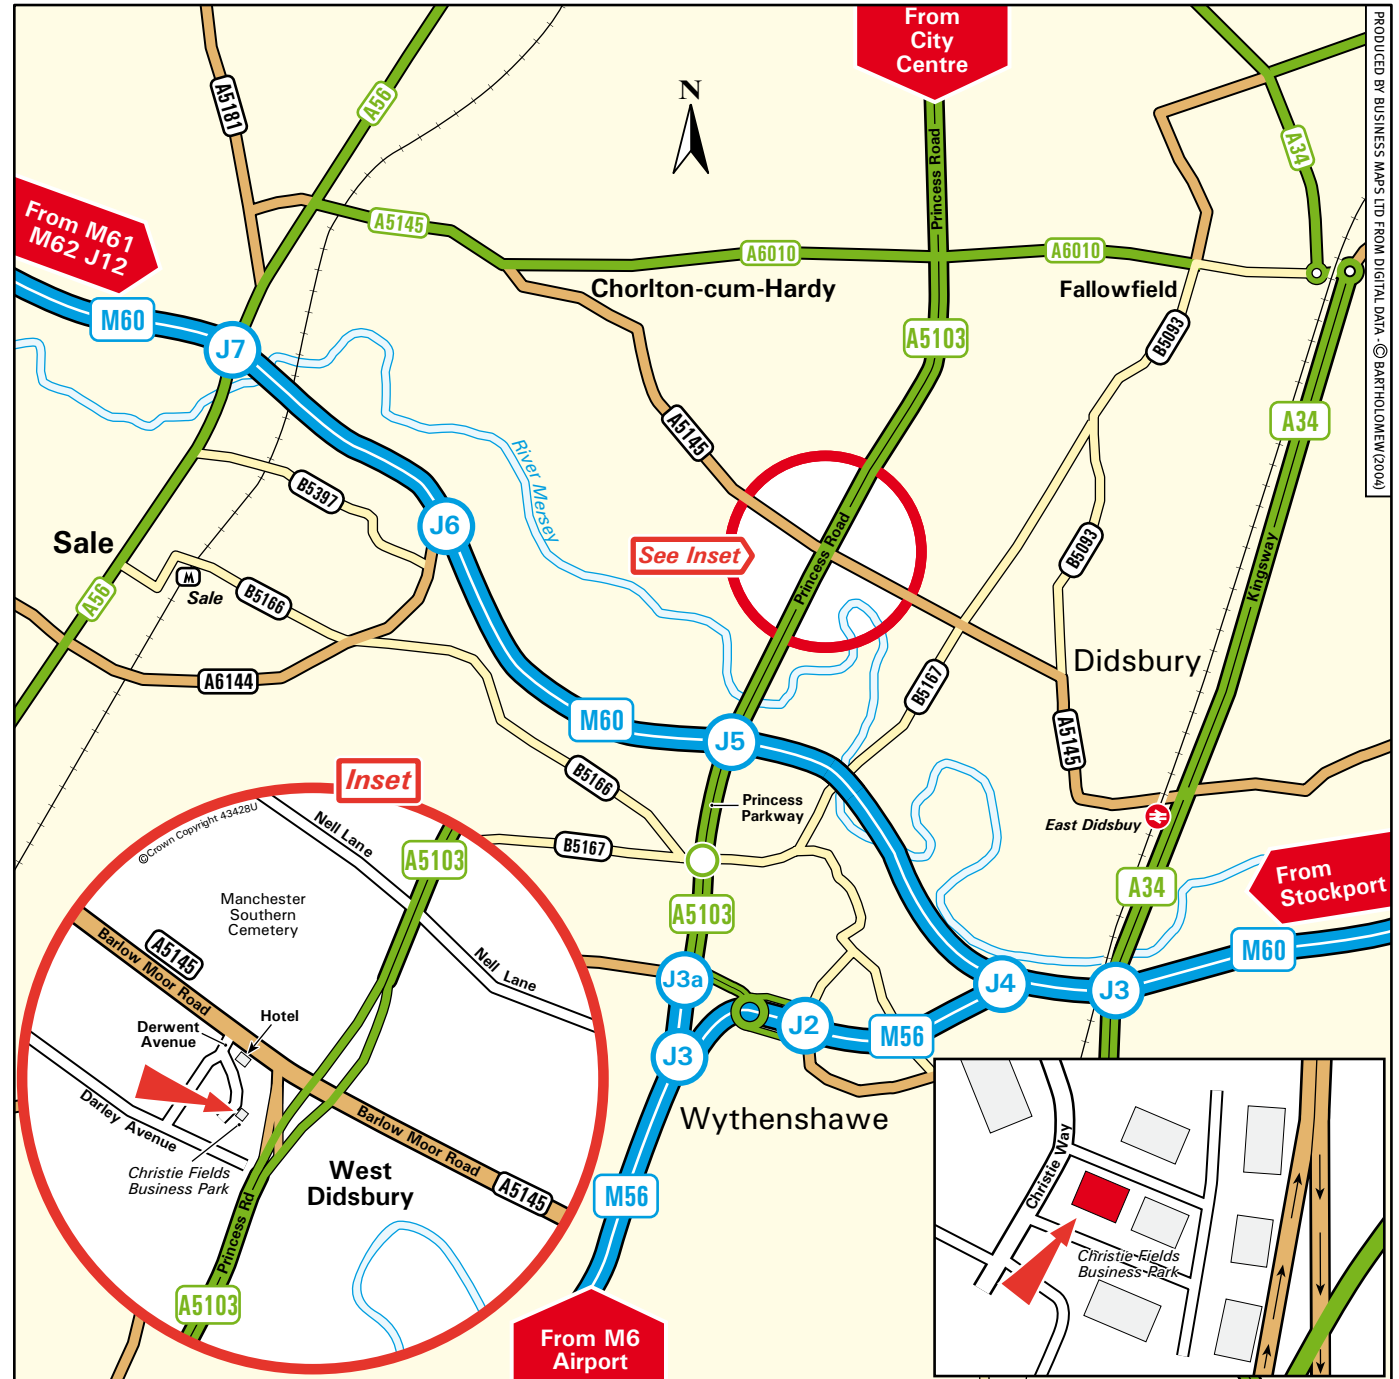 From
City
Centre
PRODUCED BY BUSINESS MAPS LTD FROM DIGITAL DATA - © BARTHOLOMEW (2004)
N
A5181
A56
Princess Road
Princess Road
A34
From M61
M62 J12
A5145
A6010
A6010
Chorlton-cum-Hardy
Fallowfield
M60
J7
A5103
B5093
A34
A5145
River Mersey
B5397
J6
Sale
See Inset
Princess Road
B5093
Kingsway
M
Sale
A56
B5166
A6144
Didsbury
B5167
M60
J5
A5145
B5166
Princess
Parkway
East Didsbuy
B5167
A5103
A34
From
Stockport
M60
J3a
J4
J3
J2
M56
J3
Wythenshawe
M56
From M6
Airport
Inset
©Crown Copyright 43428U
Nell Lane
A5103
Manchester
Southern
Cemetery
A5145
Barlow Moor Road
Nell Lane
Derwent
Avenue
Hotel
Darley Avenue
Barlow Moor Road
Christie Fields
Business Park
West
Didsbury
A5145
Princess Rd
A5103
Christie Way
Christie Fields
Business Park